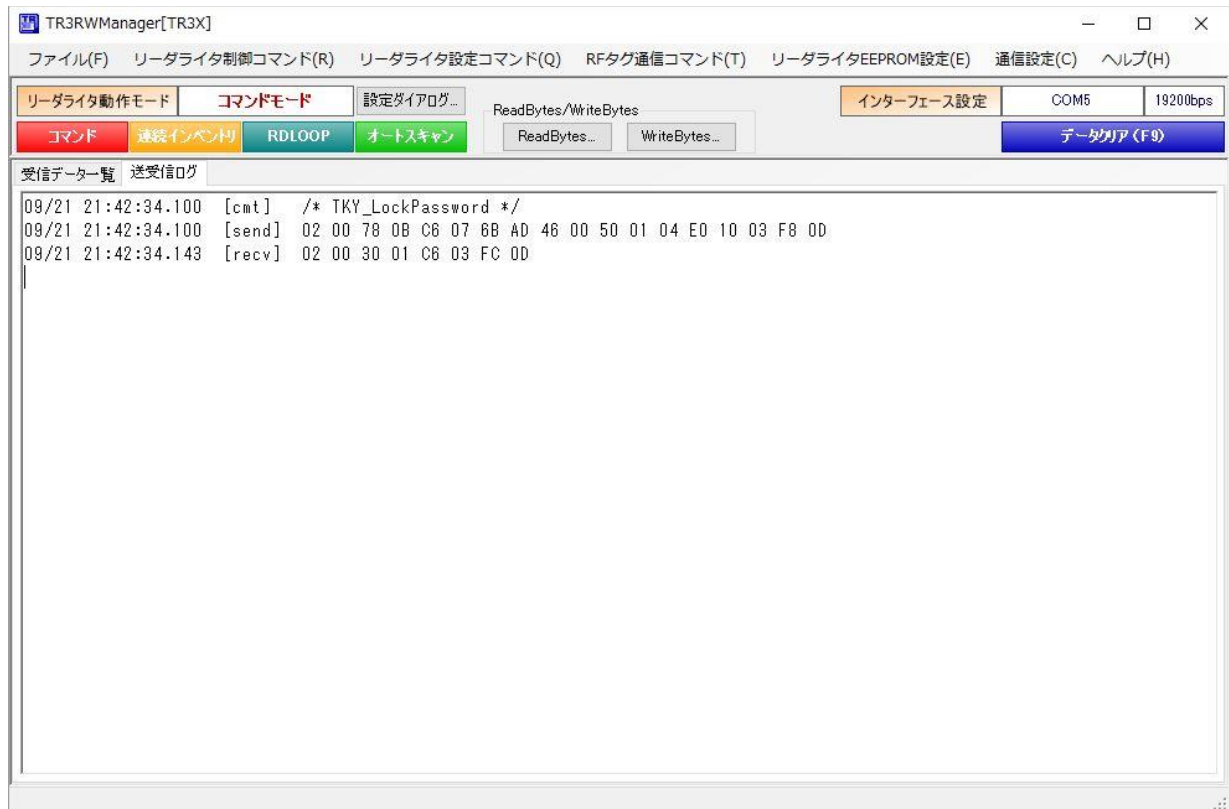 TR3RWManager[TR3X]
ファイル(F) リーダライタ制御コマンド(R) リーダライタ設定コマンド(Q) RFタグ通信コマンド(T) リーダライタEEPROM設定(E) 通信設定(C) ヘルプ(H)
リーダライタ動作モード コマンドモード 設定ダイアログ... ReadBytes/WriteBytes インターフェース設定 COM5 19200bps
コマンド 連続インベントリ RDLOOP オートスキャン ReadBytes... WriteBytes... データクリア(F9)
受信データ一覧 送受信ログ
09/21 21:42:34.100 [cmt] /* TKY_LockPassword */
09/21 21:42:34.100 [send] 02 00 78 0B C6 07 6B AD 46 00 50 01 04 E0 10 03 F8 0D
09/21 21:42:34.143 [recv] 02 00 30 01 C6 03 FC 0D